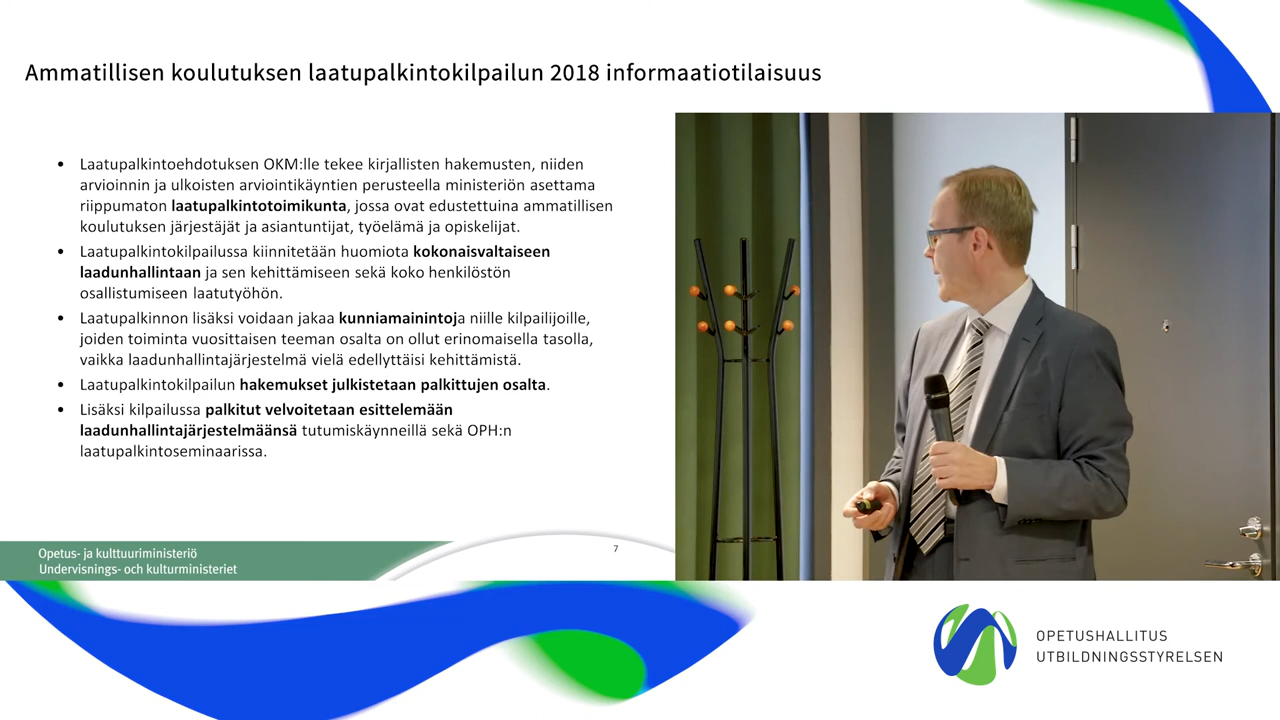 Ammatillisen koulutuksen laatupalkintokilpailun 2018 informaatiotilaisuus
• Laatupalkintoehdotuksen OKM:lle tekee kirjallisten hakemusten, niiden
arvioinnin ja ulkoisten arviointikäyntien perusteella ministeriön asettama
riippumaton laatupalkintotoimikunta, jossa ovat edustettuina ammatillisen
koulutuksen järjestäjät ja asiantuntijat, työelämä ja opiskelijat.
• Laatupalkintokilpailussa kiinnitetään huomiota kokonaisvaltaiseen
laadunhallintaan ja sen kehittämiseen sekä koko henkilöstön
osallistumiseen laatutyöhön.
• Laatupalkinnon lisäksi voidaan jakaa kunniamainintoja niille kilpailijoille,
joiden toiminta vuosittaisen teeman osalta on ollut erinomaisella tasolla,
vaikka laadunhallintajärjestelmä vielä edellyttäisi kehittämistä.
• Laatupalkintokilpailun hakemukset julkistetaan palkittujen osalta.
• Lisäksi kilpailussa palkitut velvoitetaan esittelemään
laadunhallintajärjestelmäänsä tutumiskäynneillä sekä OPH:n
laatupalkintoseminaarissa.
7
Opetus- ja kulttuuriministeriö
Undervisnings- och kulturministeriet
OPETUSHALLITUS
UTBILDNINGSSTYRELSEN